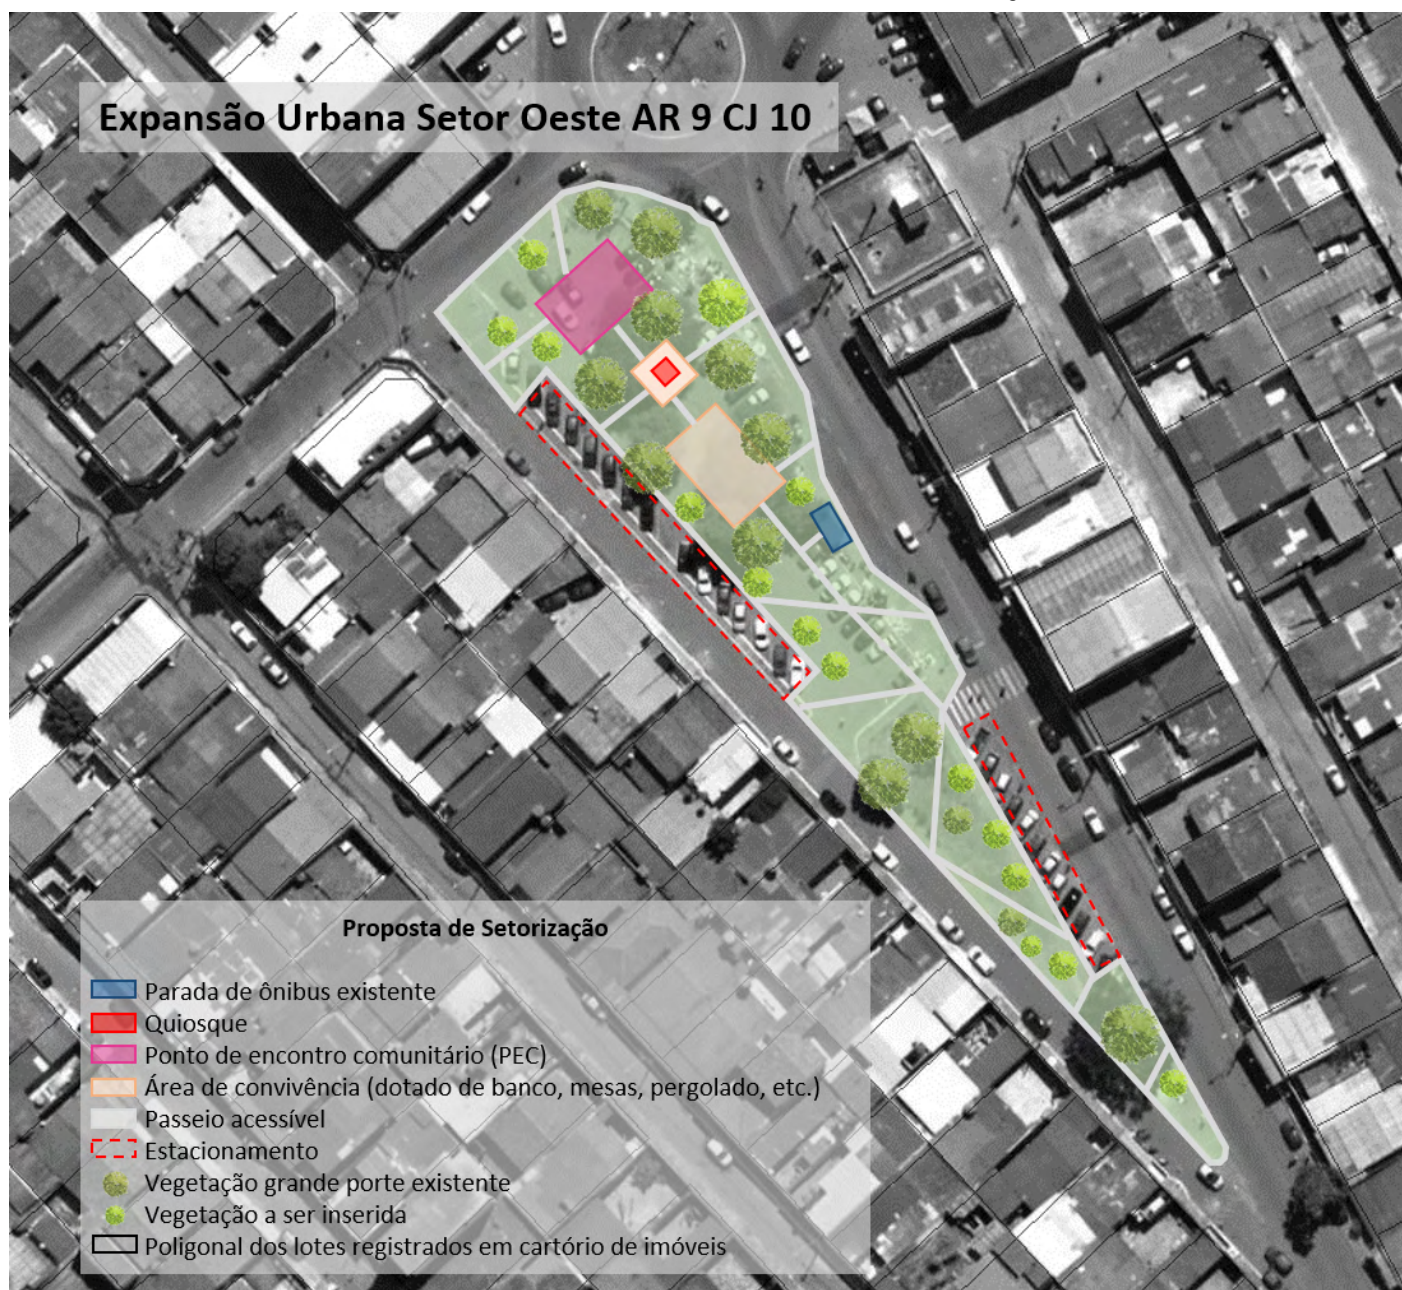 Expansão Urbana Setor Oeste AR 9 CJ 10
Proposta de Setorização
Parada de ônibus existente
Quiosque
Ponto de encontro comunitário (PEC)
Área de convivência (dotado de banco, mesas, pergolado, etc.)
Passeio acessível
Estacionamento
Vegetação grande porte existente
Vegetação a ser inserida
Poligonal dos lotes registrados em cartório de imóveis